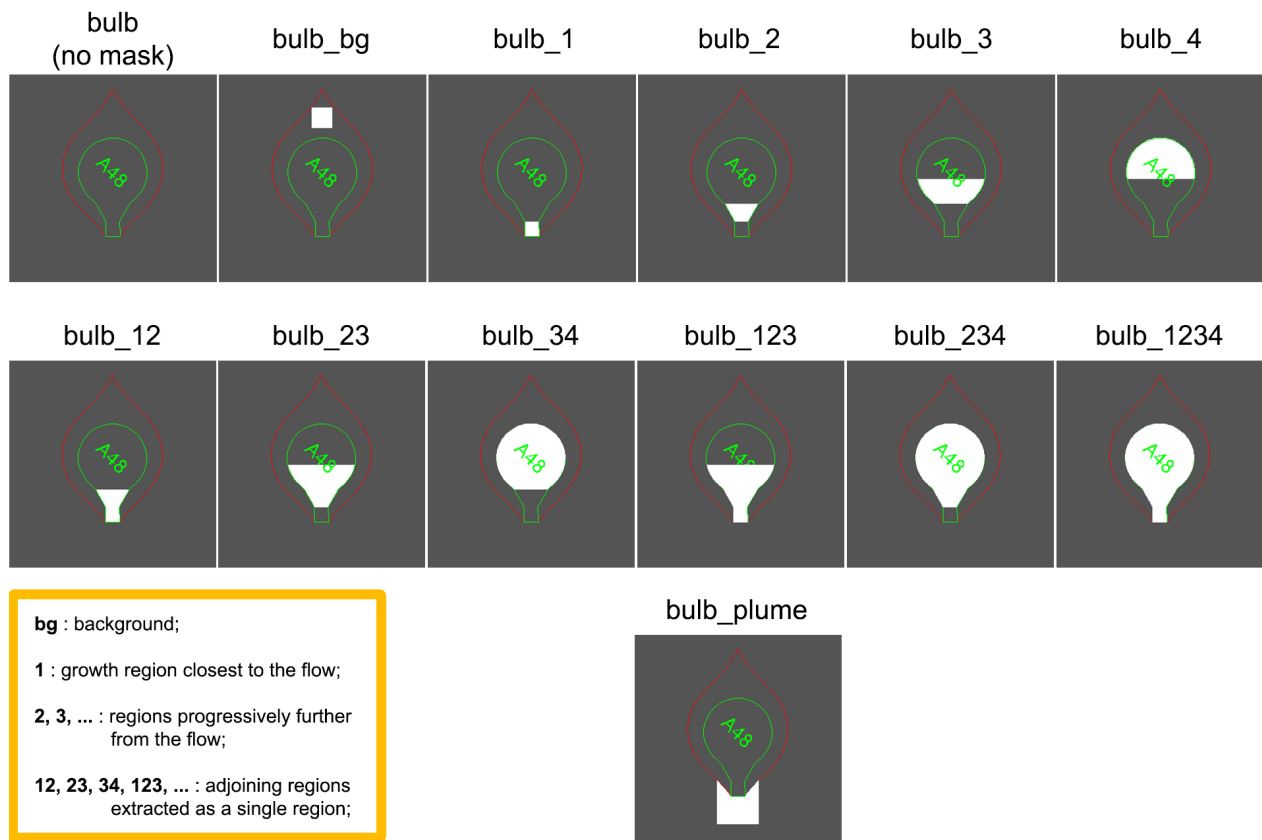 bulb
(no mask)
bulb_bg
bulb_1
bulb_2
bulb_3
bulb_4
A48
A48
A48
A48
A48
A48
bulb_12
bulb_23
bulb_34
bulb_123
bulb_234
bulb_1234
A48
A48
A48
A48
A48
A48
bg : background;
1 : growth region closest to the flow;
2, 3, ... : regions progressively further
from the flow;
12, 23, 34, 123, ... : adjoining regions
extracted as a single region;
bulb_plume
A48